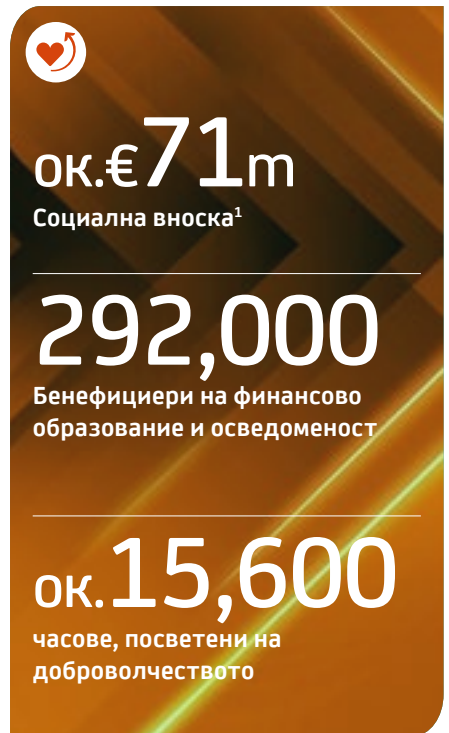 ок.€71m
Социална вноска¹
292,000
Бенефициери на финансово
образование и осведоменост
ок.15,600
часове, посветени на
доброволчеството